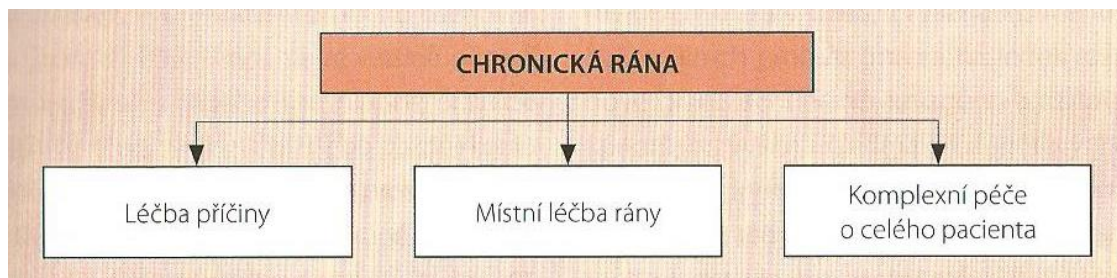 CHRONICKÁ RÁNA
Léčba příčiny
Místní léčba rány
Komplexní péče
o celého pacienta